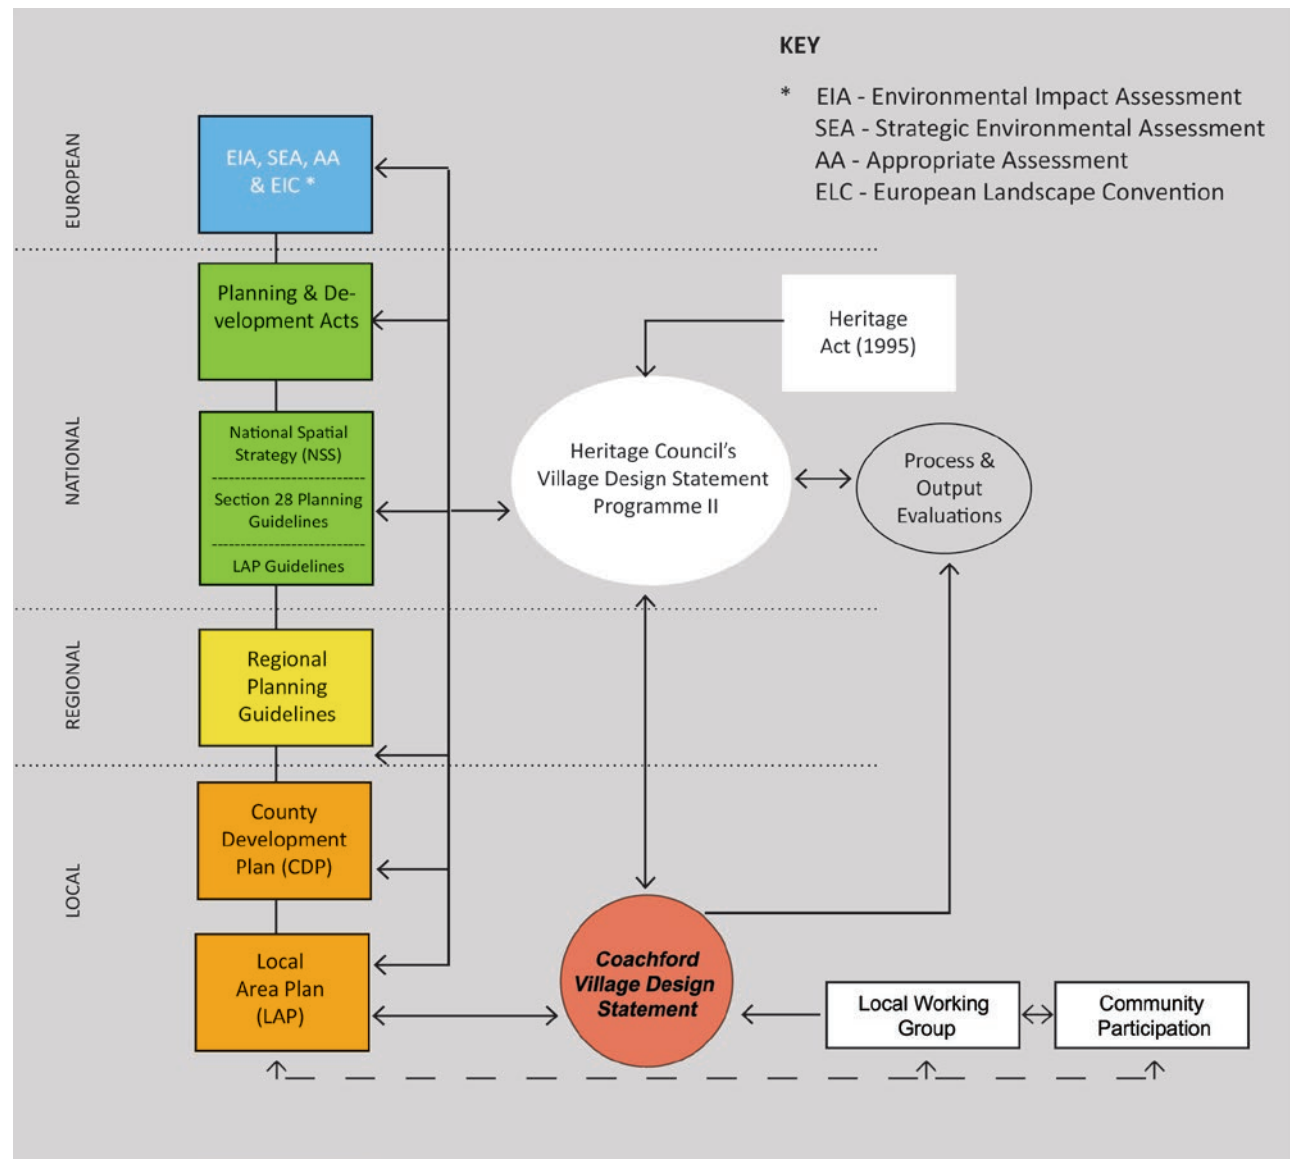 KEY
* EIA - Environmental Impact Assessment
SEA - Strategic Environmental Assessment
AA - Appropriate Assessment
ELC - European Landscape Convention
EUROPEAN
EIA, SEA, AA
& EIC *
NATIONAL
Planning & De-
velopment Acts
National Spatial
Strategy (NSS)
Section 28 Planning
Guidelines
LAP Guidelines
Heritage
Act (1995)
Heritage Council's
Village Design Statement
Programme II
Process &
Output
Evaluations
REGIONAL
Regional
Planning
Guidelines
LOCAL
County
Development
Plan (CDP)
Local
Area Plan
(LAP)
Coachford
Village Design
Statement
Local Working
Group
Community
Participation